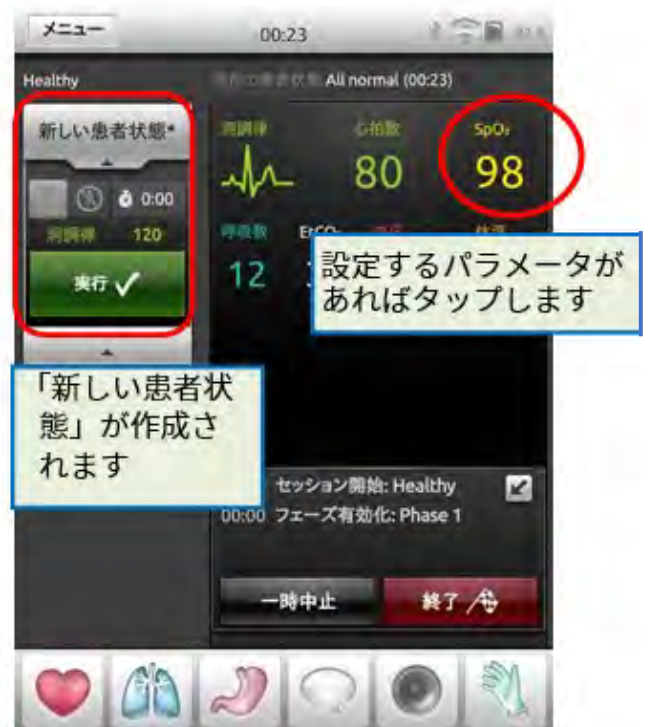 メニュー
00:23
Healthy
All normal (00:23)
新しい患者状態*
0:00
洞調律 120
実行
洞調律
心拍数
SpO₂
80
98
呼吸数
12
設定するパラメータが
あればタップします
「新しい患者状
態」が作成さ
れます
セッション開始: Healthy
00:00 フェーズ有効化: Phase 1
一時中止
終了